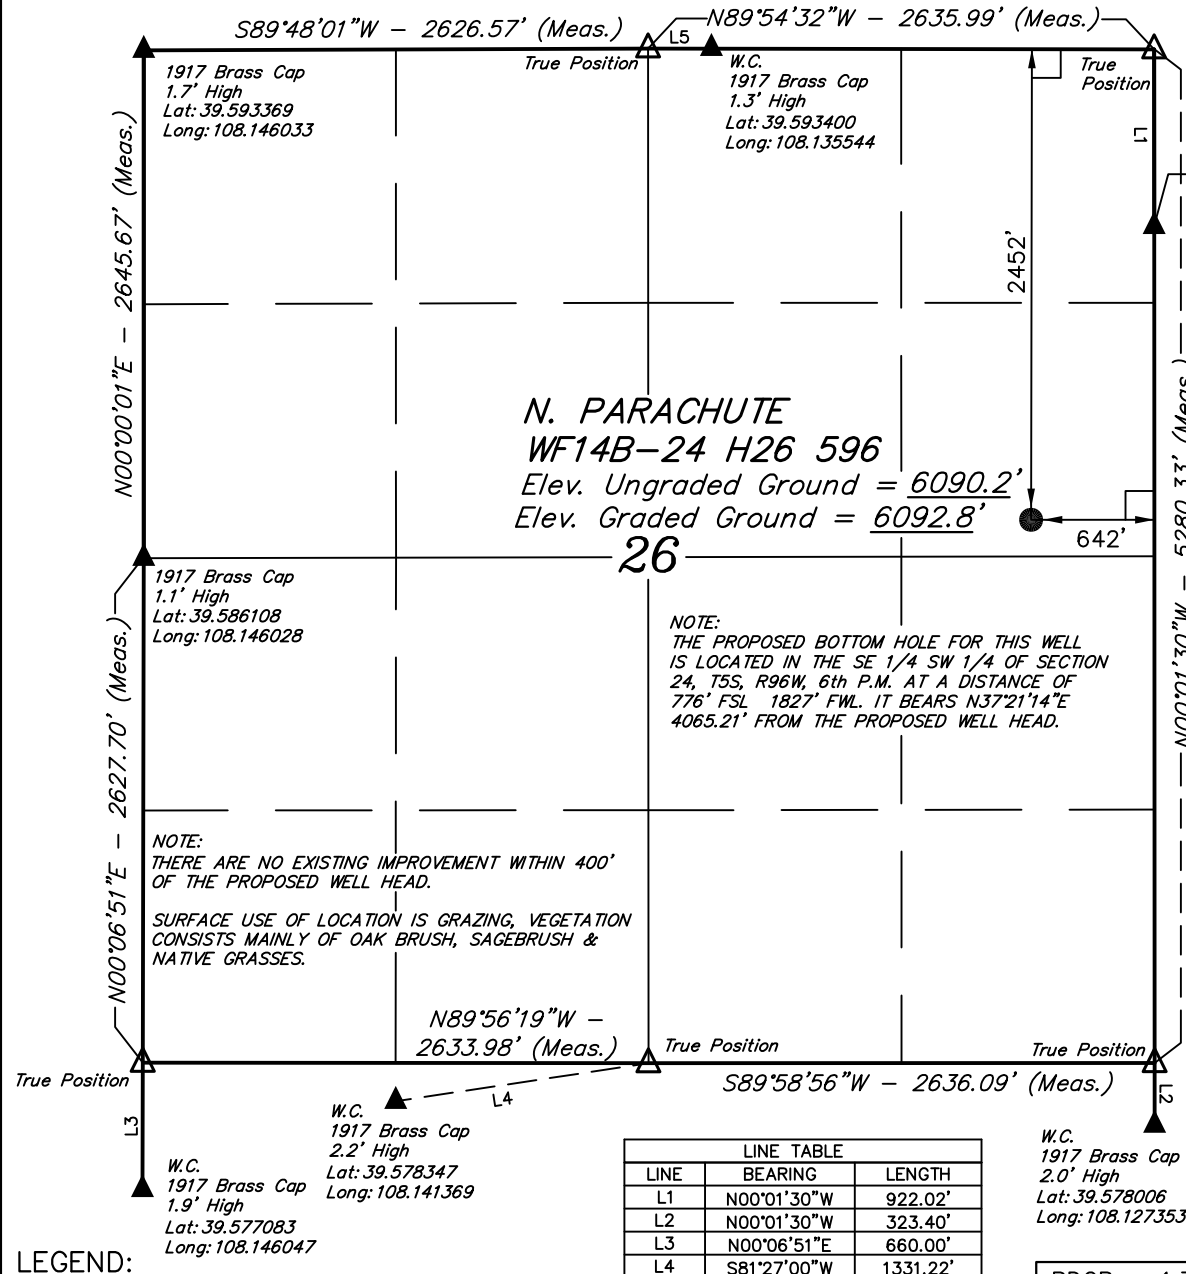 S89°48'01"W - 2626.57' (Meas.)
N89°54'32"W - 2635.99' (Meas.)
L5
True Position
1917 Brass Cap
1.7' High
Lat: 39.593369
Long: 108.146033
W.C.
1917 Brass Cap
1.3' High
Lat: 39.593400
Long: 108.135544
True
Position
L1
N00°00'01"E - 2645.67' (Meas.)
2452'
N. PARACHUTE
WF14B-24 H26 596
Elev. Ungraded Ground = 6090.2'
Elev. Graded Ground = 6092.8'
642'
26
N00°01'30"W - 5280.33' (Meas.)
1917 Brass Cap
1.1' High
Lat: 39.586108
Long: 108.146028
NOTE:
THE PROPOSED BOTTOM HOLE FOR THIS WELL
IS LOCATED IN THE SE 1/4 SW 1/4 OF SECTION
24, T5S, R96W, 6th P.M. AT A DISTANCE OF
776' FSL 1827' FWL. IT BEARS N37°21'14"E
4065.21' FROM THE PROPOSED WELL HEAD.
N00°06'51"E - 2627.70' (Meas.)
NOTE:
THERE ARE NO EXISTING IMPROVEMENT WITHIN 400'
OF THE PROPOSED WELL HEAD.
SURFACE USE OF LOCATION IS GRAZING, VEGETATION
CONSISTS MAINLY OF OAK BRUSH, SAGEBRUSH &
NATIVE GRASSES.
N89°56'19"W -
2633.98' (Meas.)
True Position
True Position
True Position
S89°58'56"W - 2636.09' (Meas.)
L4
L2
L3
W.C.
1917 Brass Cap
2.2' High
Lat: 39.578347
Long: 108.141369
W.C.
1917 Brass Cap
1.9' High
Lat: 39.577083
Long: 108.146047
W.C.
1917 Brass Cap
2.0' High
Lat: 39.578006
Long: 108.127353
LINE TABLE
LINE BEARING LENGTH
L1 N00°01'30"W 922.02'
L2 N00°01'30"W 323.40'
L3 N00°06'51"E 660.00'
L4 S81°27'00"W 1331.22'
LEGEND: